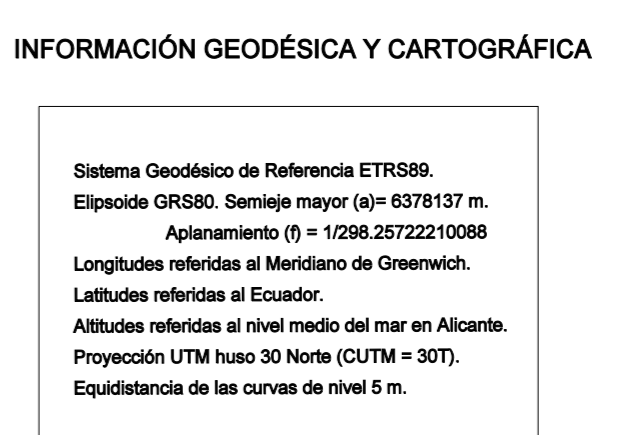 INFORMACIÓN GEODÉSICA Y CARTOGRÁFICA
Sistema Geodésico de Referencia ETRS89.
Elipsoide GRS80. Semieje mayor (a)= 6378137 m.
Aplanamiento (f) = 1/298.25722210088
Longitudes referidas al Meridiano de Greenwich.
Latitudes referidas al Ecuador.
Altitudes referidas al nivel medio del mar en Alicante.
Proyección UTM huso 30 Norte (CUTM = 30T).
Equidistancia de las curvas de nivel 5 m.